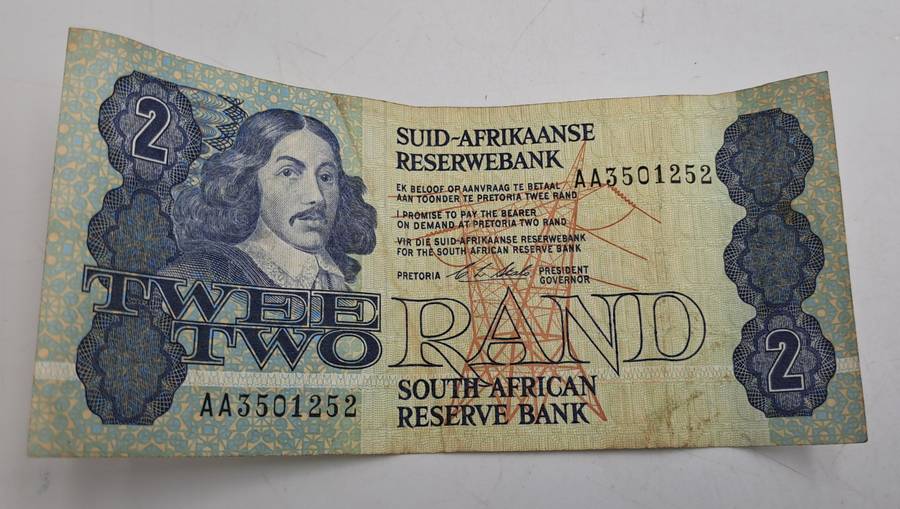 2
SUID-AFRIKAANSE
RESERWEBANK
AA3501252
EK BELOOF OP AANVRAAG TE BETAAL
AAN TOONDER TE PRETORIA TWEE RAND
I PROMISE TO PAY THE BEARER
ON DEMAND AT PRETORIA TWO RAND
VIR DIE SUID-AFRIKAANSE RESERWEBANK
FOR THE SOUTH AFRICAN RESERVE BANK
PRETORIA
PRESIDENT
GOVERNOR
TWEE
TWO
RAND
2
SOUTH AFRICAN
RESERVE BANK
AA3501252